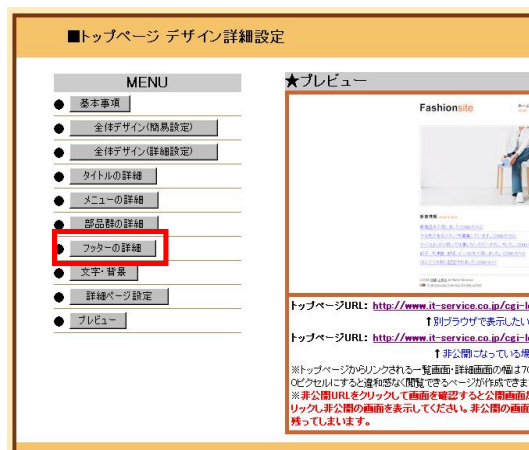 ■トップページ デザイン詳細設定
MENU
基本事項
全体デザイン(簡易設定)
全体デザイン(詳細設定)
タイトルの詳細
メニューの詳細
部品群の詳細
フッターの詳細
文字・背景
詳細ページ設定
プレビュー
★プレビュー
Fashionsite
新着情報
トップページURL: http://www.it-service.co.jp/cgi-l
↑別ブラウザで表示したい
トップページURL: http://www.it-service.co.jp/cgi-l
↑非公開になっている場
※トップページからリンクされる一覧画面・詳細画面の幅は70
0ピクセルにすると違和感なく閲覧できるページが作成できま
※非公開URLをクリックして画面を確認すると公開画面
リックし非公開の画面を表示してください。非公開の画面
残ってしまいます。